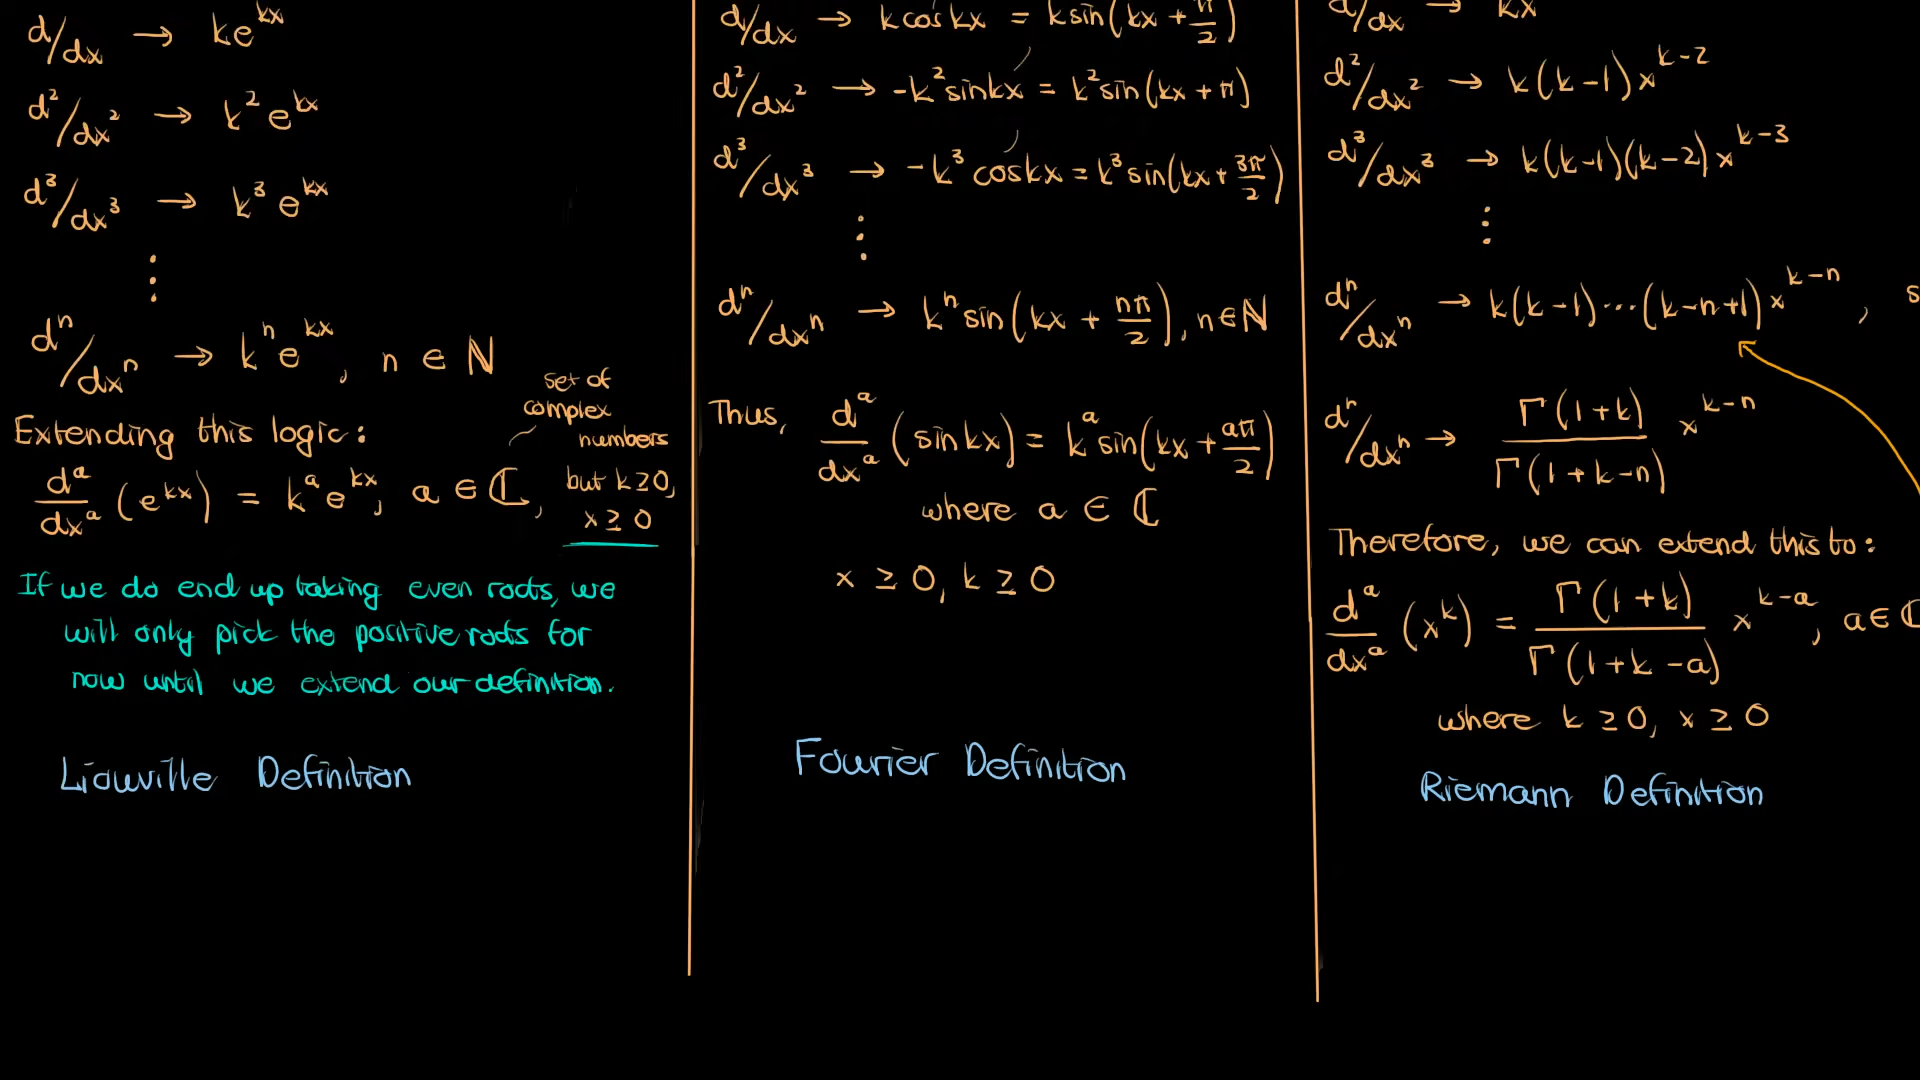 d/dx → ke^kx
d²/dx² → k² e^kx
d³/dx³ → k³ e^kx
⋮
dⁿ/dxⁿ → kⁿe^kx, n ∈ ℕ
set of
complex
numbers
Extending this logic:
d^a/dx^a (e^kx) = k^a e^kx, a ∈ ℂ, but k ≥ 0,
x ≥ 0
If we do end up taking even roots, we
will only pick the positive roots for
now until we extend our definition.
Liouville Definition
d/dx → k cos kx = k sin(kx + π/2)
d²/dx² → -k² sin kx = k² sin(kx + π)
d³/dx³ → -k³ cos kx = k³ sin(kx + 3π/2)
⋮
dⁿ/dxⁿ → kⁿ sin(kx + nπ/2), n ∈ ℕ
Thus, d^a/dx^a (sin kx) = k^a sin(kx + aπ/2)
where a ∈ ℂ
x ≥ 0, k ≥ 0
Fourier Definition
d/dx → kx
d²/dx² → k(k-1)x^k-2
d³/dx³ → k(k-1)(k-2)x^k-3
⋮
dⁿ/dxⁿ → k(k-1)···(k-n+1)x^k-n, s
dⁿ/dxⁿ → Γ(1+k)/Γ(1+k-n) x^k-n
Therefore, we can extend this to:
d^a/dx^a (x^k) = Γ(1+k)/Γ(1+k-a) x^k-a, a ∈ ℂ
where k ≥ 0, x ≥ 0
Riemann Definition